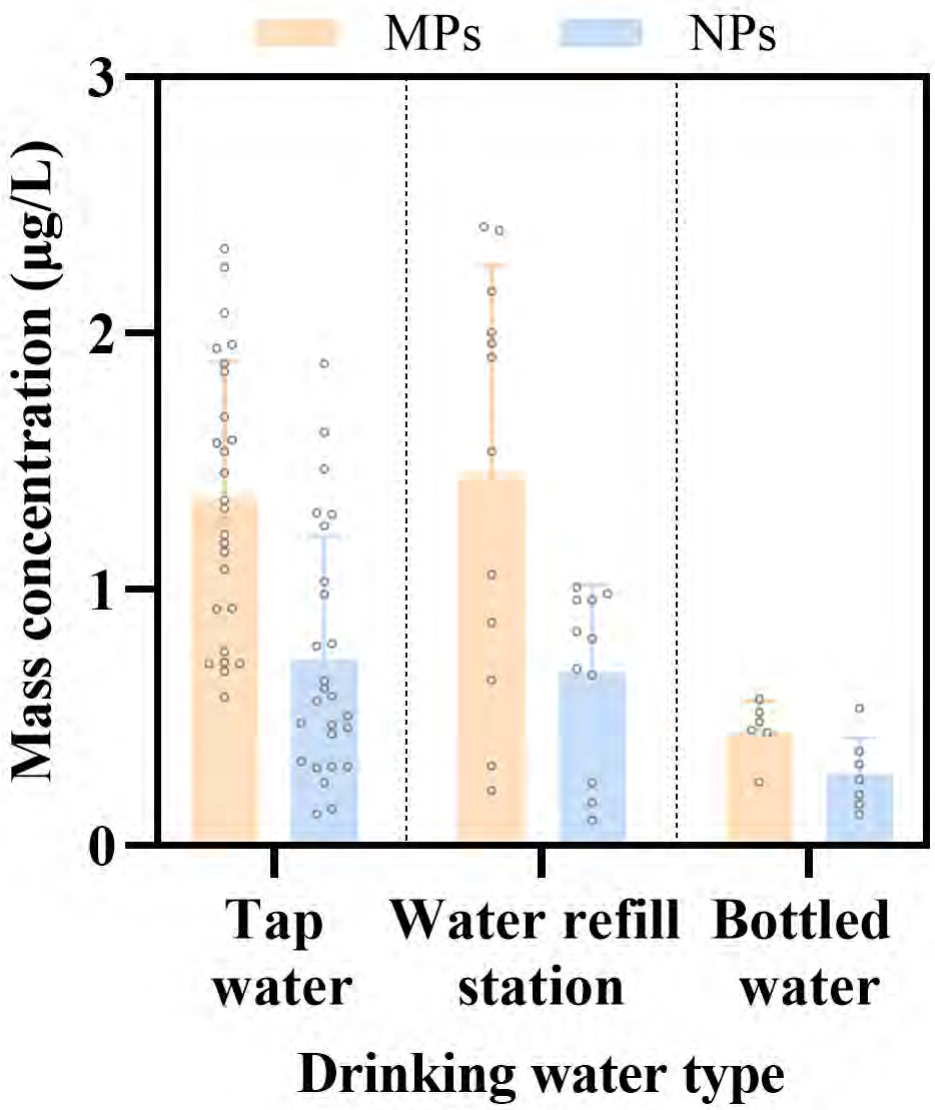 MPs NPs
3
2
1
0
Mass concentration (μg/L)
Tap water
Water refill station
Bottled water
Drinking water type